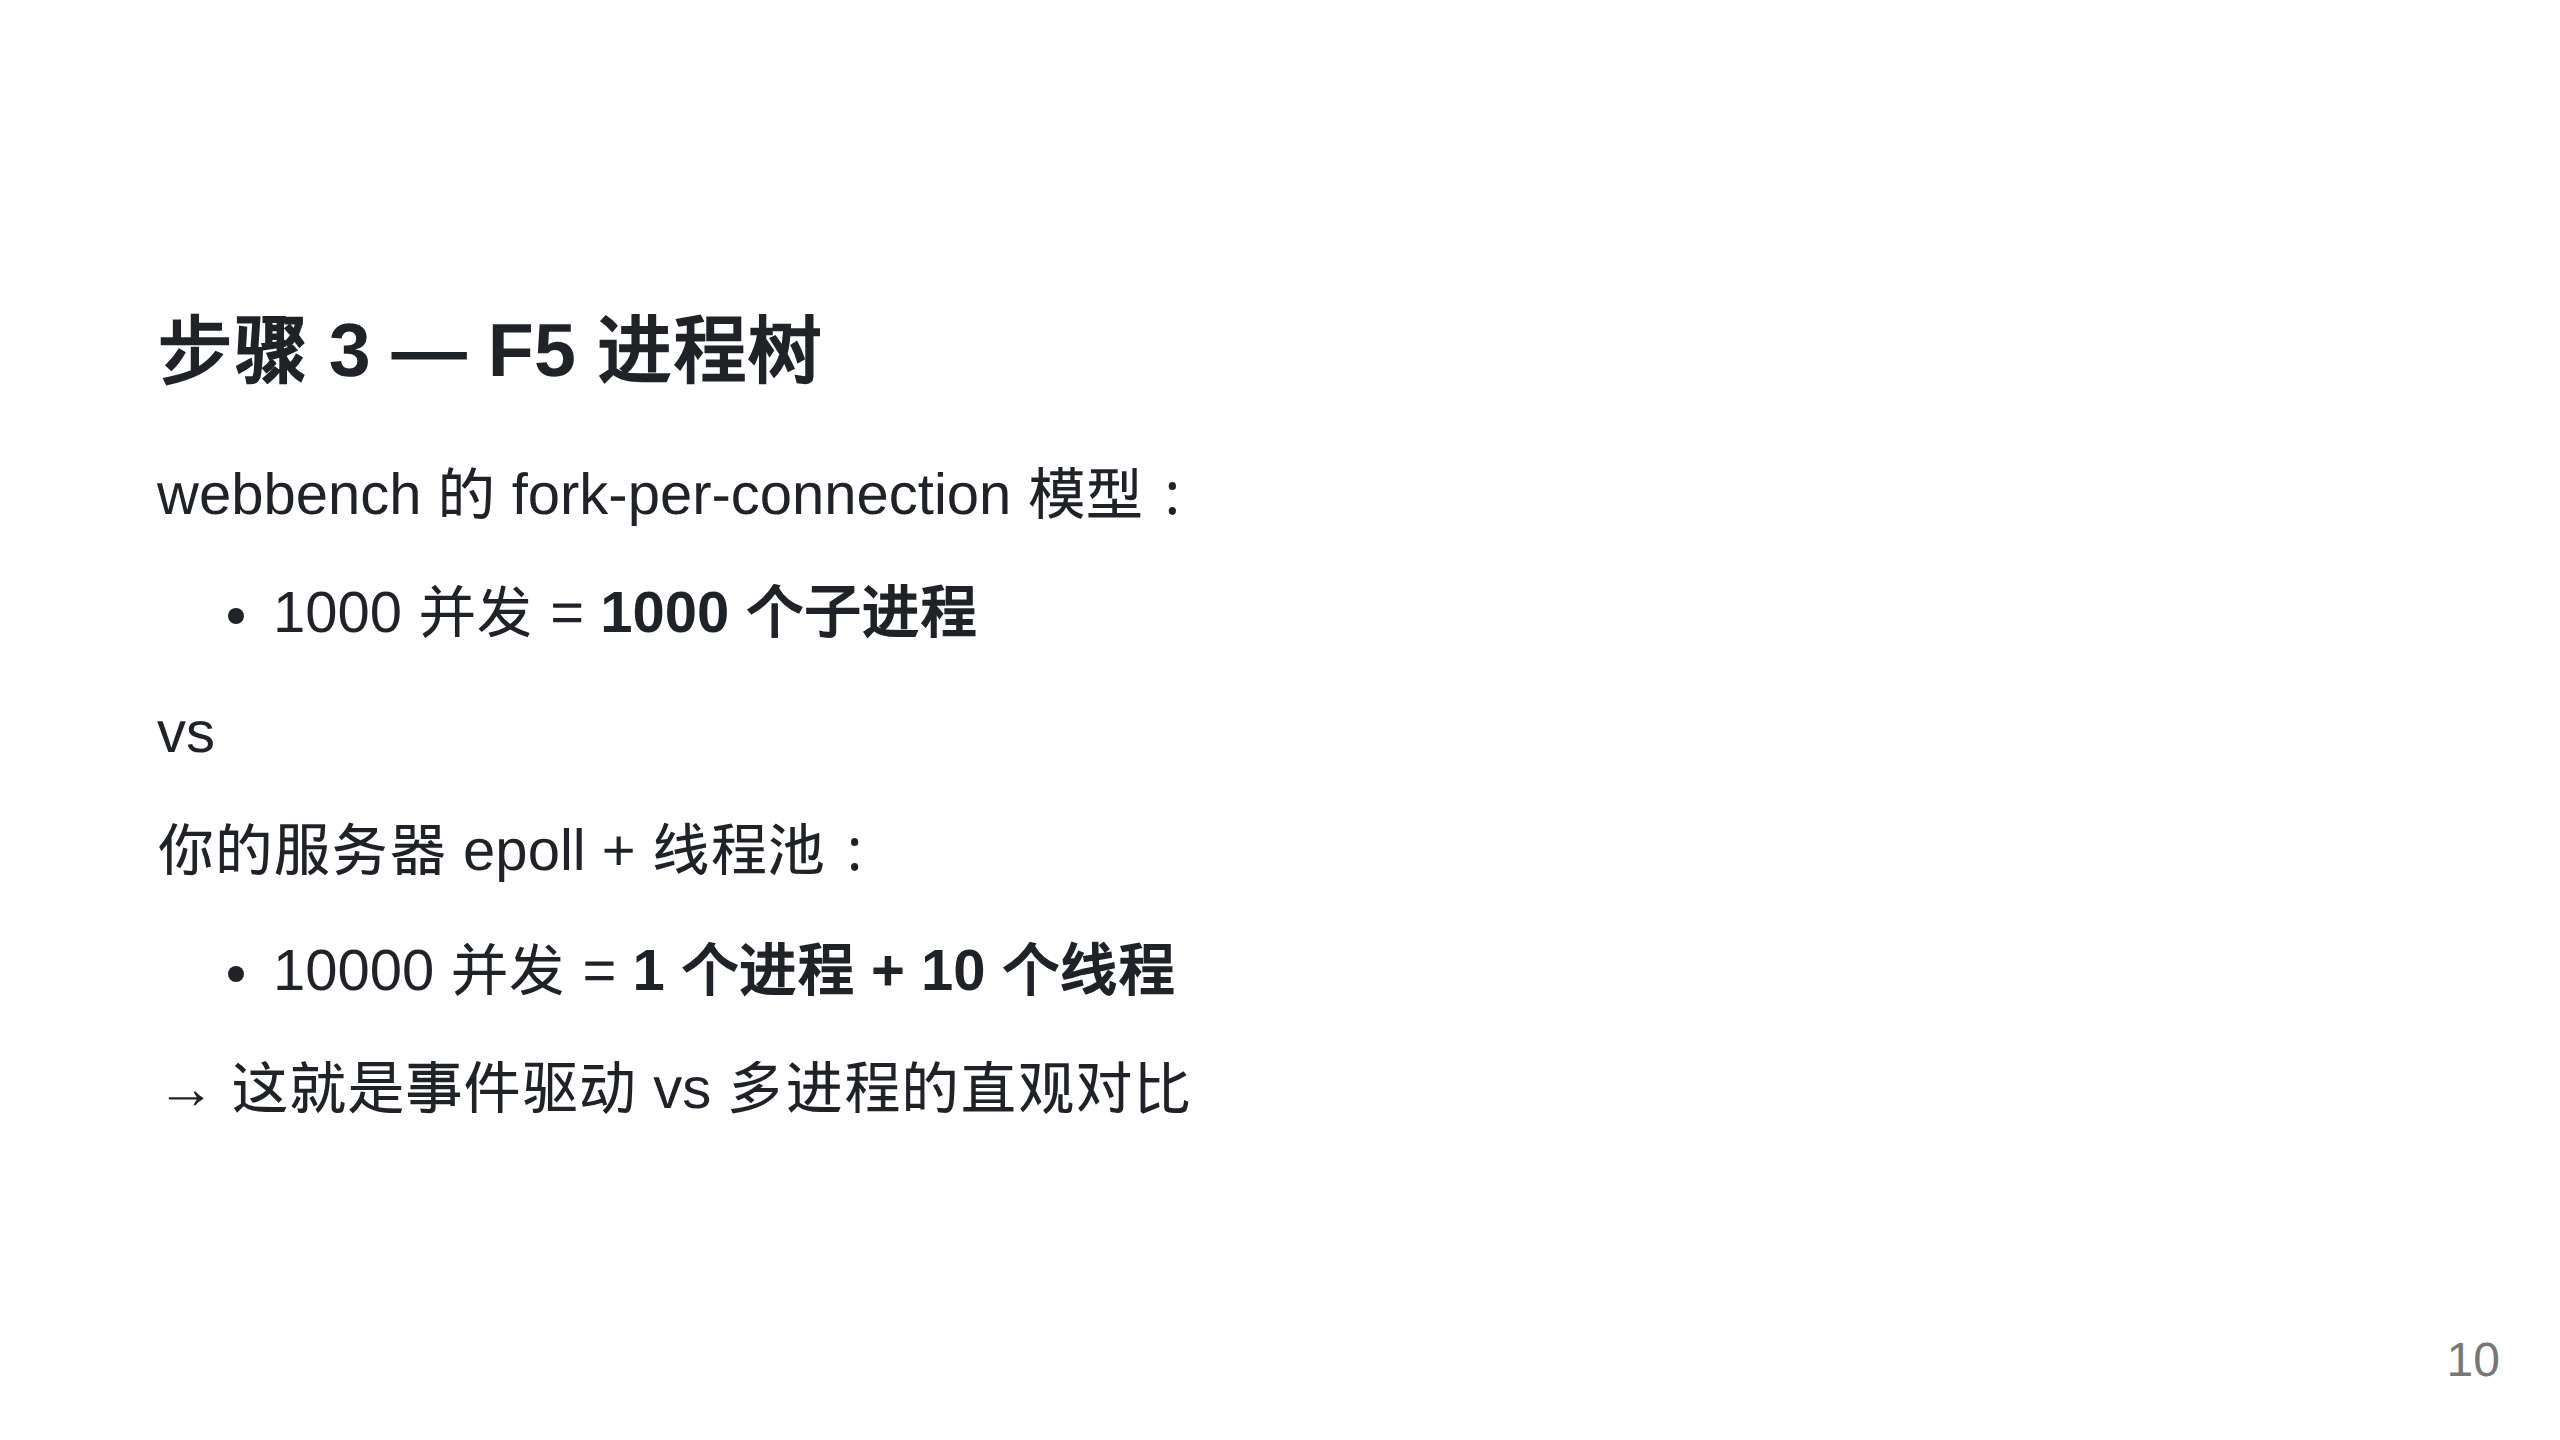 步骤 3 — F5 进程树
webbench 的 fork-per-connection 模型：
• 1000 并发 = 1000 个子进程
vs
你的服务器 epoll + 线程池：
• 10000 并发 = 1 个进程 + 10 个线程
→ 这就是事件驱动 vs 多进程的直观对比
10